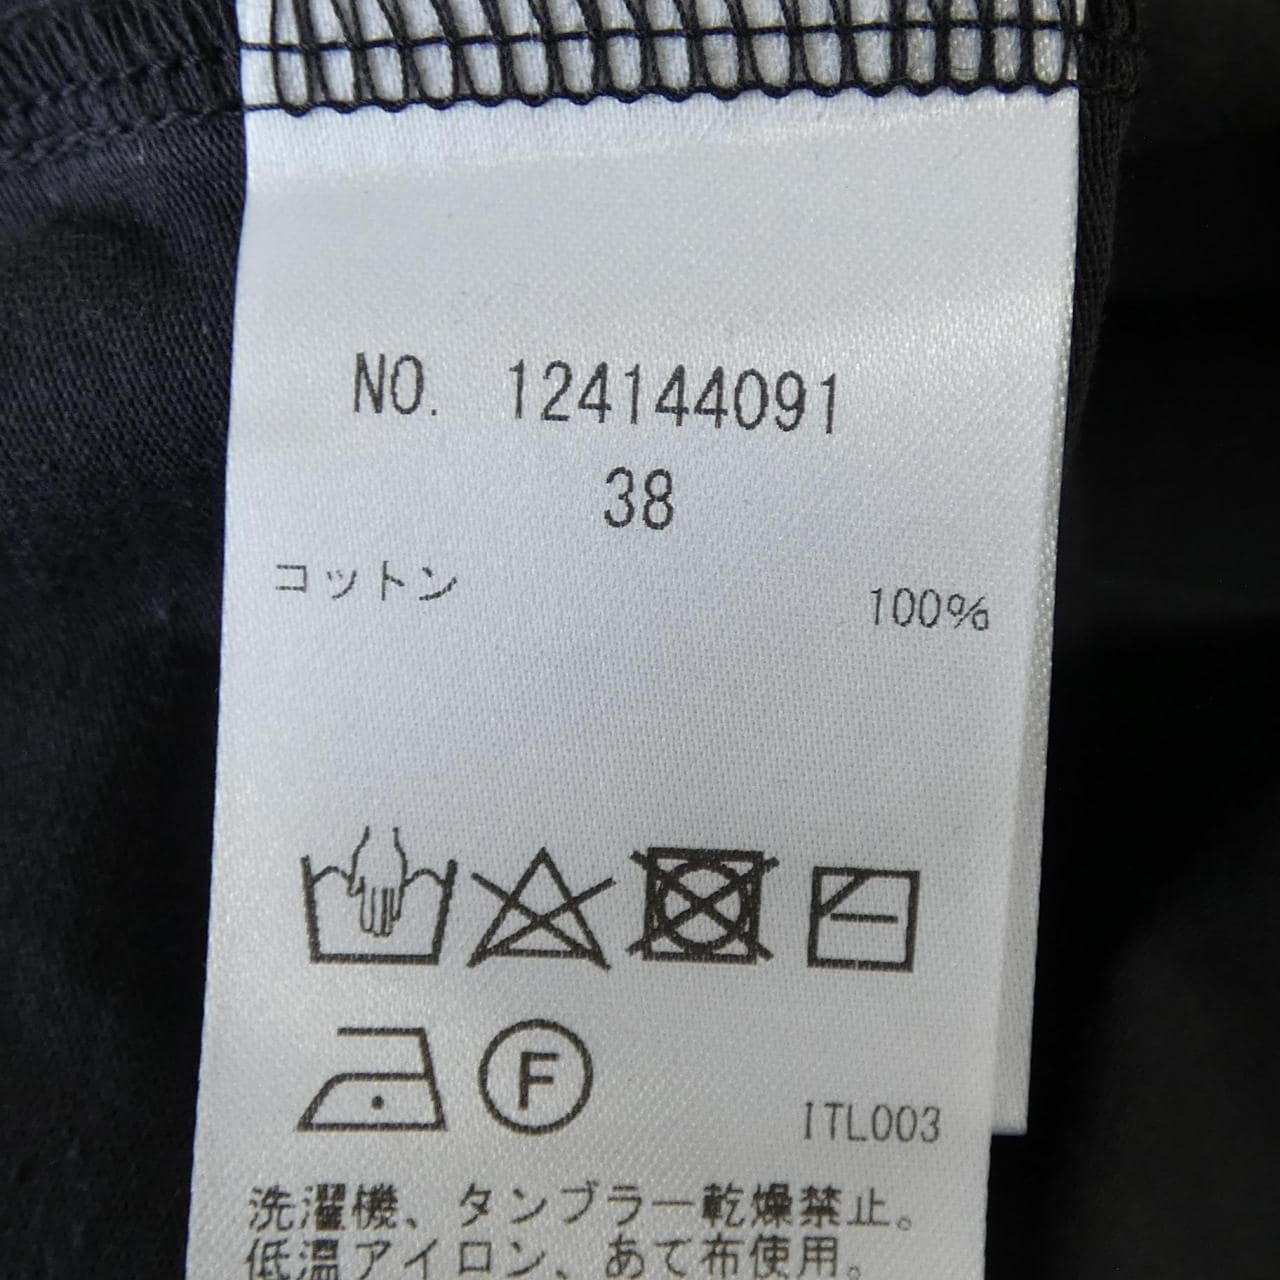 NO. 124144091
38
コットン 100%
F
ITL003
洗濯機、タンブラー乾燥禁止。
低温アイロン、あて布使用。